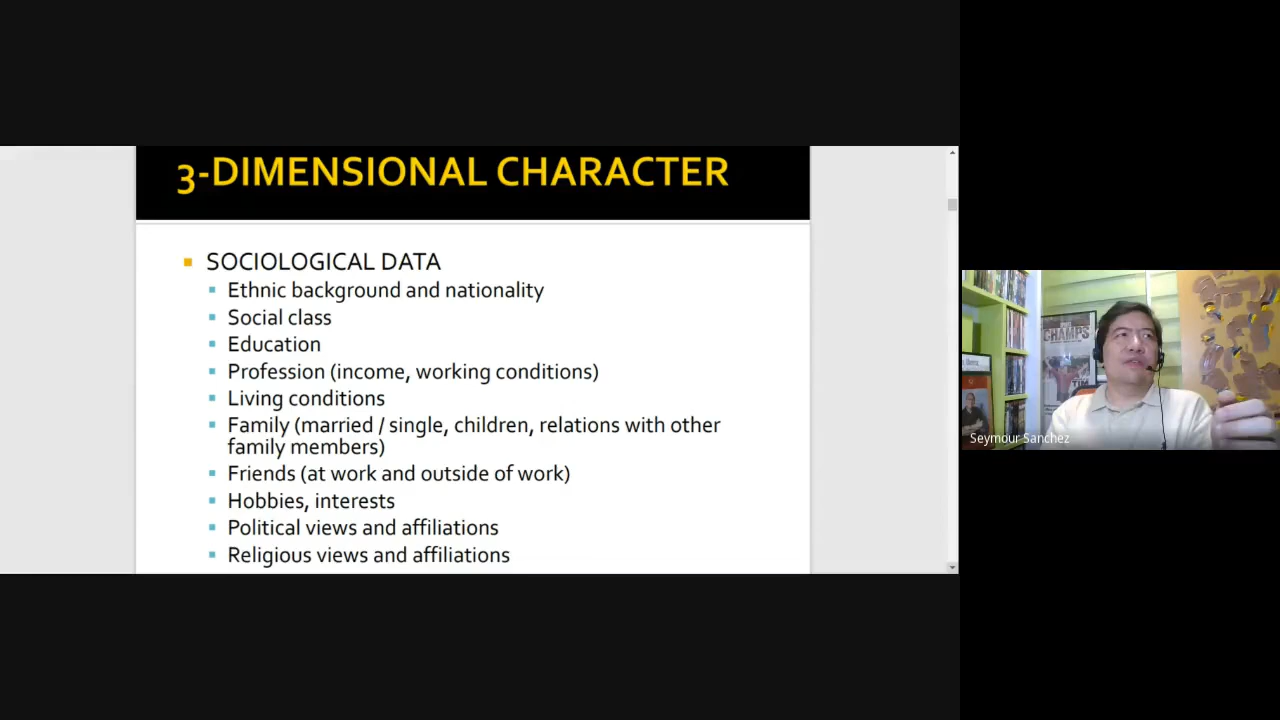 3-DIMENSIONAL CHARACTER
SOCIOLOGICAL DATA
Ethnic background and nationality
Social class
Education
Profession (income, working conditions)
Living conditions
Family (married / single, children, relations with other
family members)
Friends (at work and outside of work)
Hobbies, interests
Political views and affiliations
Religious views and affiliations
CHAMPS
TIM
Seymour Sanchez